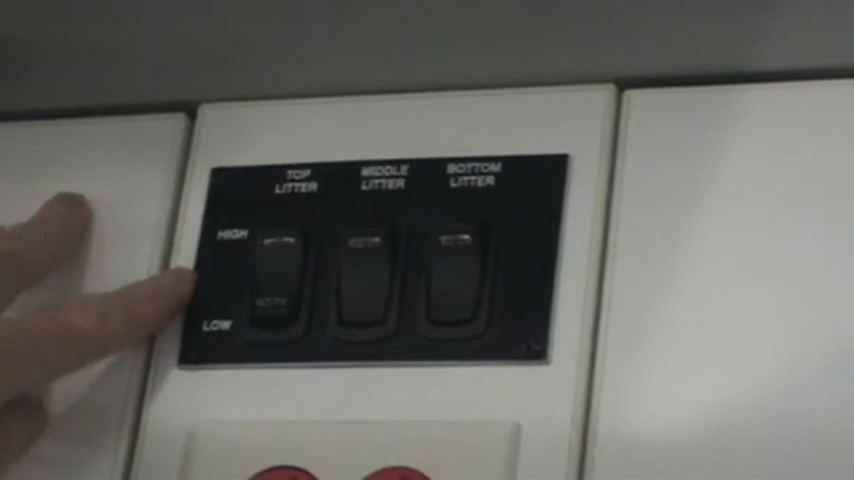 TOP
LITTER
MIDDLE
LITTER
BOTTOM
LITTER
HIGH
LOW